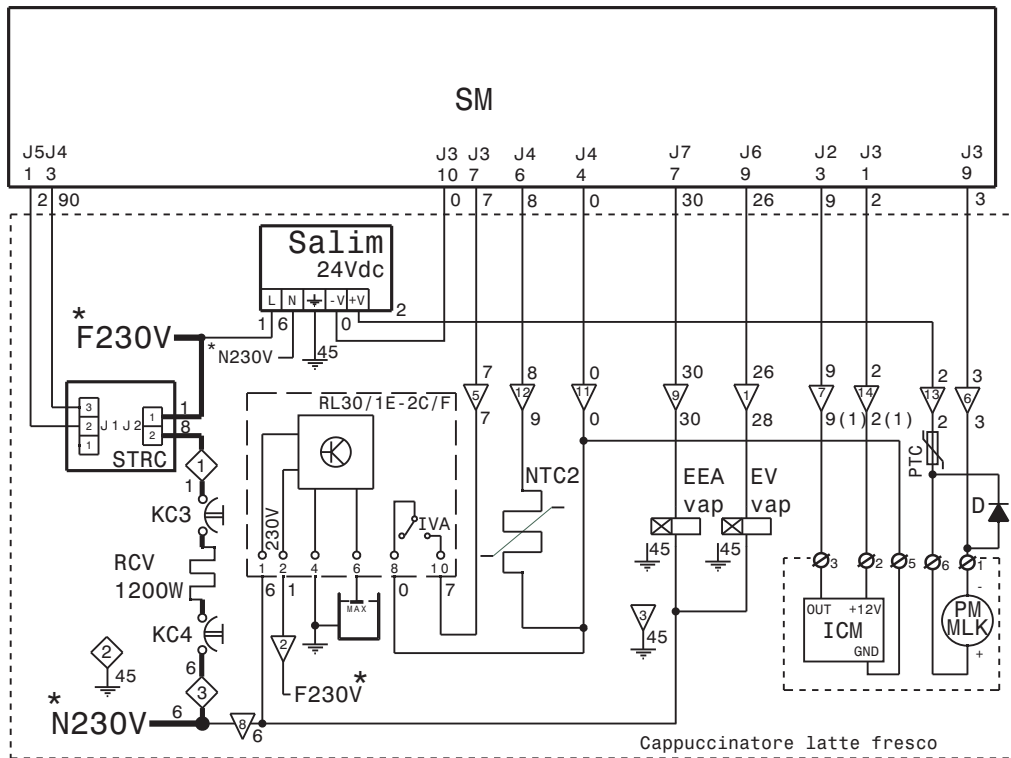 SM
J5 J4 J3 J3 J4 J4 J7 J6 J2 J3 J3
1 3 10 7 6 4 7 9 3 1 9
2 90 0 7 8 0 30 26 9 2 3
Salim
24Vdc
L N -V +V
1 6 0 2
45
*
F230V
*N230V
7 8 0 30 26 9 2 2 3
5 12 11 9 1 7 14 13 6
7 9 0 30 28 9(1) 2(1) 2 3
3
2
1
J1 J2
1
2
1
8
STRC
RL30/1E-2C/F
230V
IVA
1 2 4 6 8 10
6 1 0 7
MAX
2
F230V*
NTC2
EEA
vap
45
EV
vap
45
3
45
PTC
D
3 2 5 6 1
OUT +12V
ICM
GND
-
PM
MLK
+
1
1
KC3
RCV
1200W
KC4
6
3
2
45
*
N230V
6
8
6
Cappuccinatore latte fresco